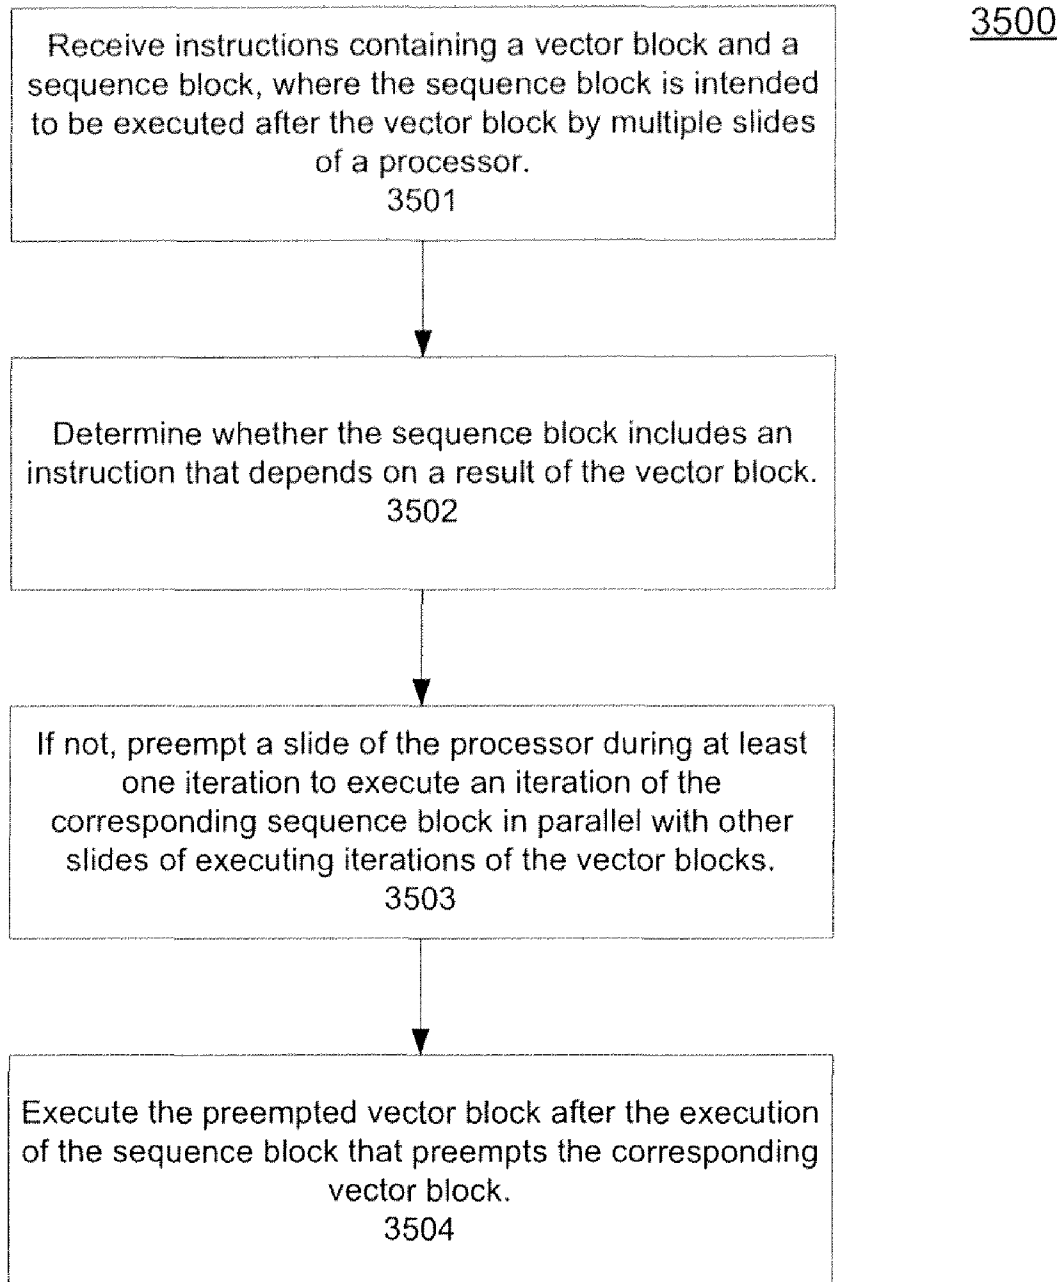 3500
Receive instructions containing a vector block and a
sequence block, where the sequence block is intended
to be executed after the vector block by multiple slides
of a processor.
3501
Determine whether the sequence block includes an
instruction that depends on a result of the vector block.
3502
If not, preempt a slide of the processor during at least
one iteration to execute an iteration of the
corresponding sequence block in parallel with other
slides of executing iterations of the vector blocks.
3503
Execute the preempted vector block after the execution
of the sequence block that preempts the corresponding
vector block.
3504